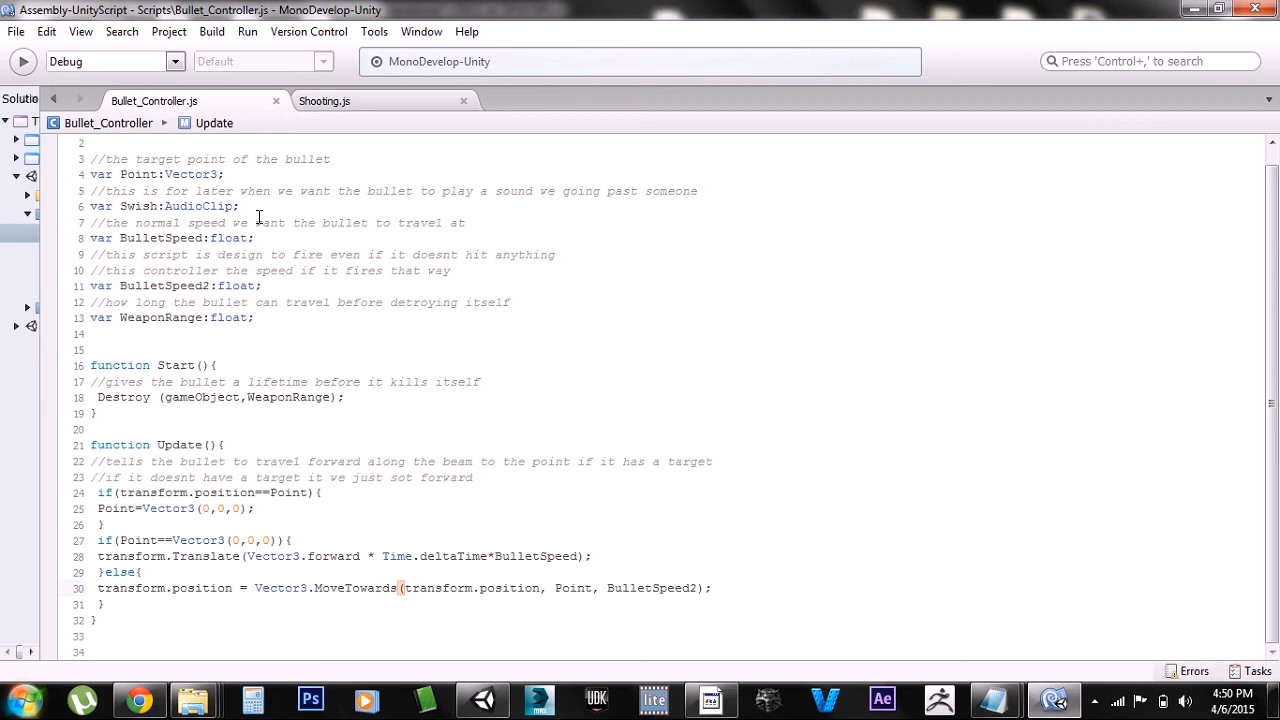 Assembly-UnityScript - Scripts\Bullet_Controller.js - MonoDevelop-Unity
File Edit View Search Project Build Run Version Control Tools Window Help
Debug Default MonoDevelop-Unity Press 'Control+,' to search
Solutio Bullet_Controller.js Shooting.js
Bullet_Controller Update
2
3 //the target point of the bullet
4 var Point:Vector3;
5 //this is for later when we want the bullet to play a sound we going past someone
6 var Swish:AudioClip;
7 //the normal speed we want the bullet to travel at
8 var BulletSpeed:float;
9 //this script is design to fire even if it doesnt hit anything
10 //this controller the speed if it fires that way
11 var BulletSpeed2:float;
12 //how long the bullet can travel before detroying itself
13 var WeaponRange:float;
14
15
16 function Start(){
17 //gives the bullet a lifetime before it kills itself
18 Destroy (gameObject,WeaponRange);
19 }
20
21 function Update(){
22 //tells the bullet to travel forward along the beam to the point if it has a target
23 //if it doesnt have a target it we just sot forward
24 if(transform.position==Point){
25 Point=Vector3(0,0,0);
26 }
27 if(Point==Vector3(0,0,0)){
28 transform.Translate(Vector3.forward * Time.deltaTime*BulletSpeed);
29 }else{
30 transform.position = Vector3.MoveTowards(transform.position, Point, BulletSpeed2);
31 }
32 }
33
34
Errors Tasks
Ps MRX UDK lite Ae 4:50 PM
4/6/2015